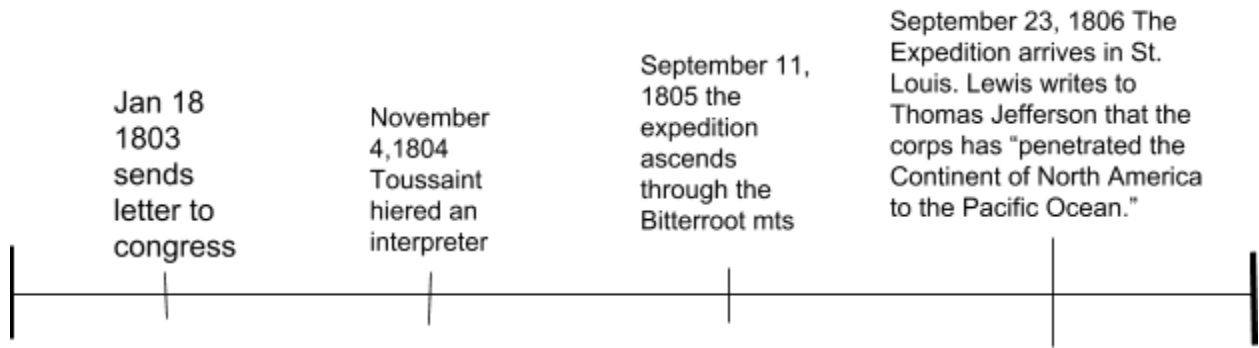 Jan 18
1803
sends
letter to
congress
November
4,1804
Toussaint
hiered an
interpreter
September 11,
1805 the
expedition
ascends
through the
Bitterroot mts
September 23, 1806 The
Expedition arrives in St.
Louis. Lewis writes to
Thomas Jefferson that the
corps has “penetrated the
Continent of North America
to the Pacific Ocean.”